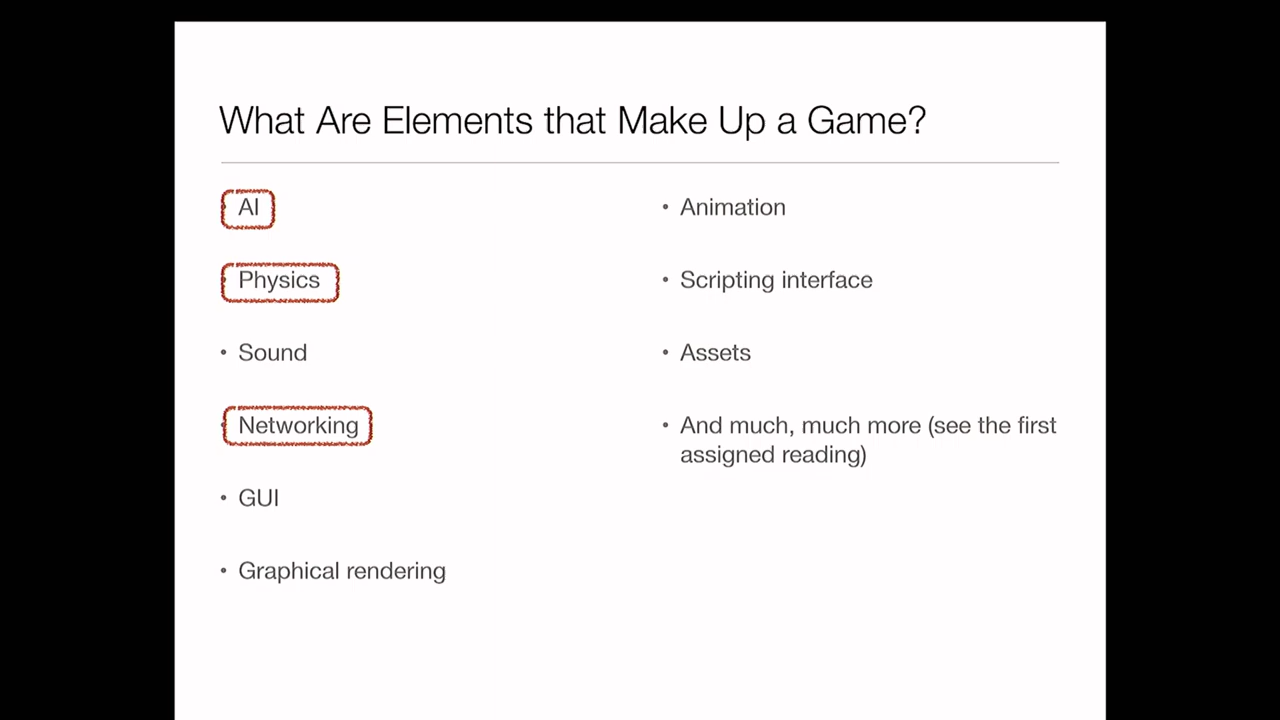 What Are Elements that Make Up a Game?
AI
Physics
• Sound
Networking
• GUI
• Graphical rendering
• Animation
• Scripting interface
• Assets
• And much, much more (see the first
assigned reading)